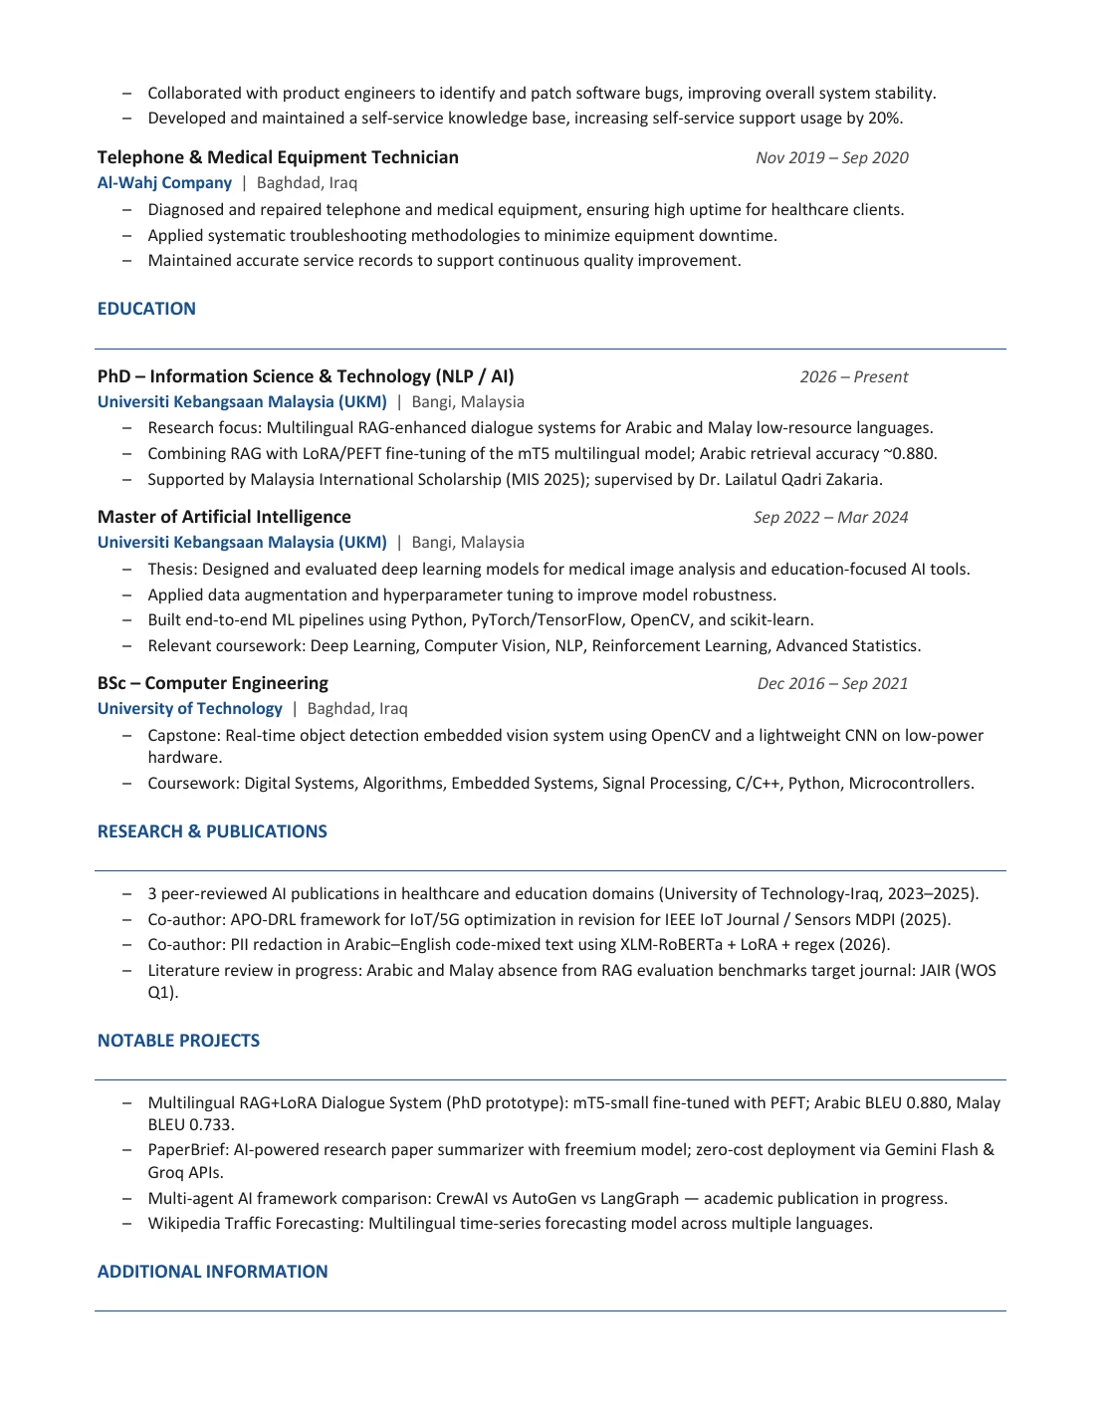 – Collaborated with product engineers to identify and patch software bugs, improving overall system stability.
– Developed and maintained a self-service knowledge base, increasing self-service support usage by 20%.
Telephone & Medical Equipment Technician Nov 2019 – Sep 2020
Al-Wahj Company | Baghdad, Iraq
– Diagnosed and repaired telephone and medical equipment, ensuring high uptime for healthcare clients.
– Applied systematic troubleshooting methodologies to minimize equipment downtime.
– Maintained accurate service records to support continuous quality improvement.
EDUCATION
PhD – Information Science & Technology (NLP / AI) 2026 – Present
Universiti Kebangsaan Malaysia (UKM) | Bangi, Malaysia
– Research focus: Multilingual RAG-enhanced dialogue systems for Arabic and Malay low-resource languages.
– Combining RAG with LoRA/PEFT fine-tuning of the mT5 multilingual model; Arabic retrieval accuracy ~0.880.
– Supported by Malaysia International Scholarship (MIS 2025); supervised by Dr. Lailatul Qadri Zakaria.
Master of Artificial Intelligence Sep 2022 – Mar 2024
Universiti Kebangsaan Malaysia (UKM) | Bangi, Malaysia
– Thesis: Designed and evaluated deep learning models for medical image analysis and education-focused AI tools.
– Applied data augmentation and hyperparameter tuning to improve model robustness.
– Built end-to-end ML pipelines using Python, PyTorch/TensorFlow, OpenCV, and scikit-learn.
– Relevant coursework: Deep Learning, Computer Vision, NLP, Reinforcement Learning, Advanced Statistics.
BSc – Computer Engineering Dec 2016 – Sep 2021
University of Technology | Baghdad, Iraq
– Capstone: Real-time object detection embedded vision system using OpenCV and a lightweight CNN on low-power
hardware.
– Coursework: Digital Systems, Algorithms, Embedded Systems, Signal Processing, C/C++, Python, Microcontrollers.
RESEARCH & PUBLICATIONS
– 3 peer-reviewed AI publications in healthcare and education domains (University of Technology-Iraq, 2023–2025).
– Co-author: APO-DRL framework for IoT/5G optimization in revision for IEEE IoT Journal / Sensors MDPI (2025).
– Co-author: PII redaction in Arabic–English code-mixed text using XLM-RoBERTa + LoRA + regex (2026).
– Literature review in progress: Arabic and Malay absence from RAG evaluation benchmarks target journal: JAIR (WOS
Q1).
NOTABLE PROJECTS
– Multilingual RAG+LoRA Dialogue System (PhD prototype): mT5-small fine-tuned with PEFT; Arabic BLEU 0.880, Malay
BLEU 0.733.
– PaperBrief: AI-powered research paper summarizer with freemium model; zero-cost deployment via Gemini Flash &
Groq APIs.
– Multi-agent AI framework comparison: CrewAI vs AutoGen vs LangGraph — academic publication in progress.
– Wikipedia Traffic Forecasting: Multilingual time-series forecasting model across multiple languages.
ADDITIONAL INFORMATION